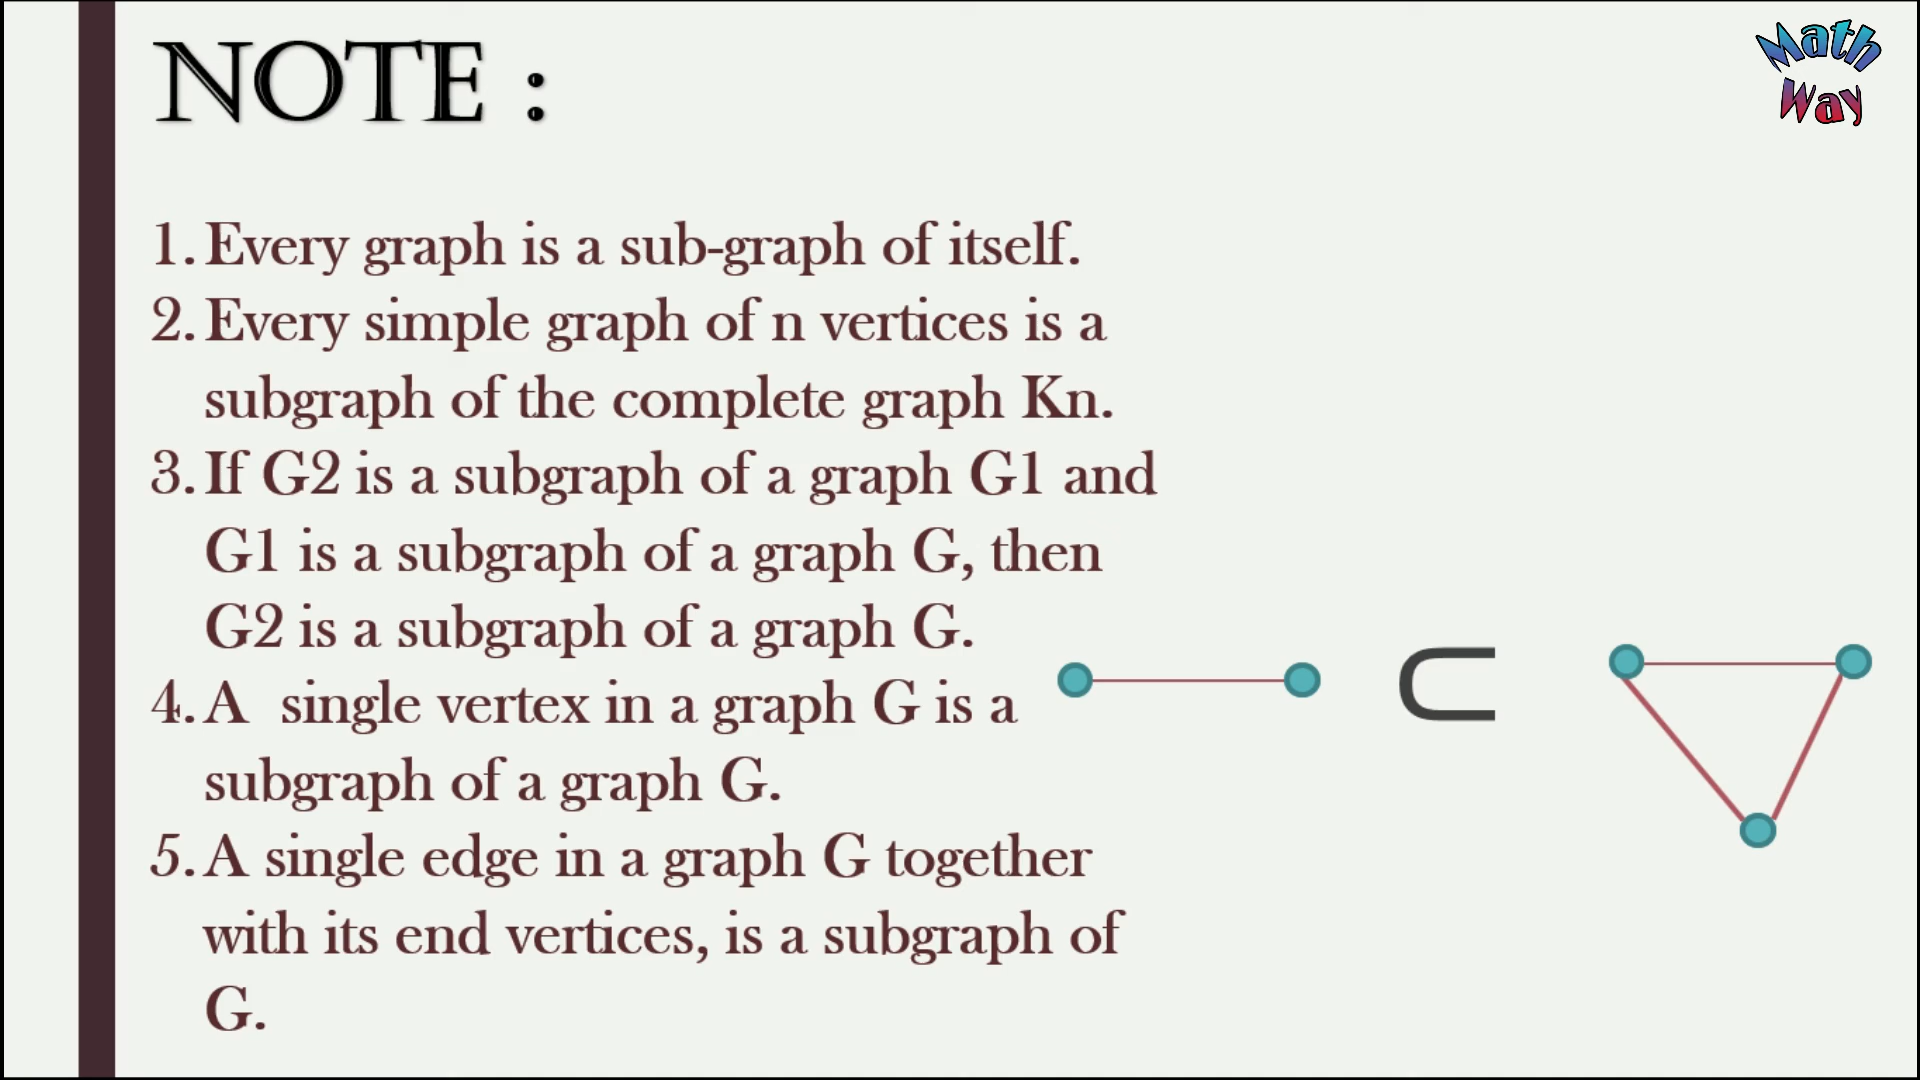 NOTE :
Math
Way
1. Every graph is a sub-graph of itself.
2. Every simple graph of n vertices is a
subgraph of the complete graph Kn.
3. If G2 is a subgraph of a graph G1 and
G1 is a subgraph of a graph G, then
G2 is a subgraph of a graph G.
4. A single vertex in a graph G is a
subgraph of a graph G.
5. A single edge in a graph G together
with its end vertices, is a subgraph of
G.
⊂